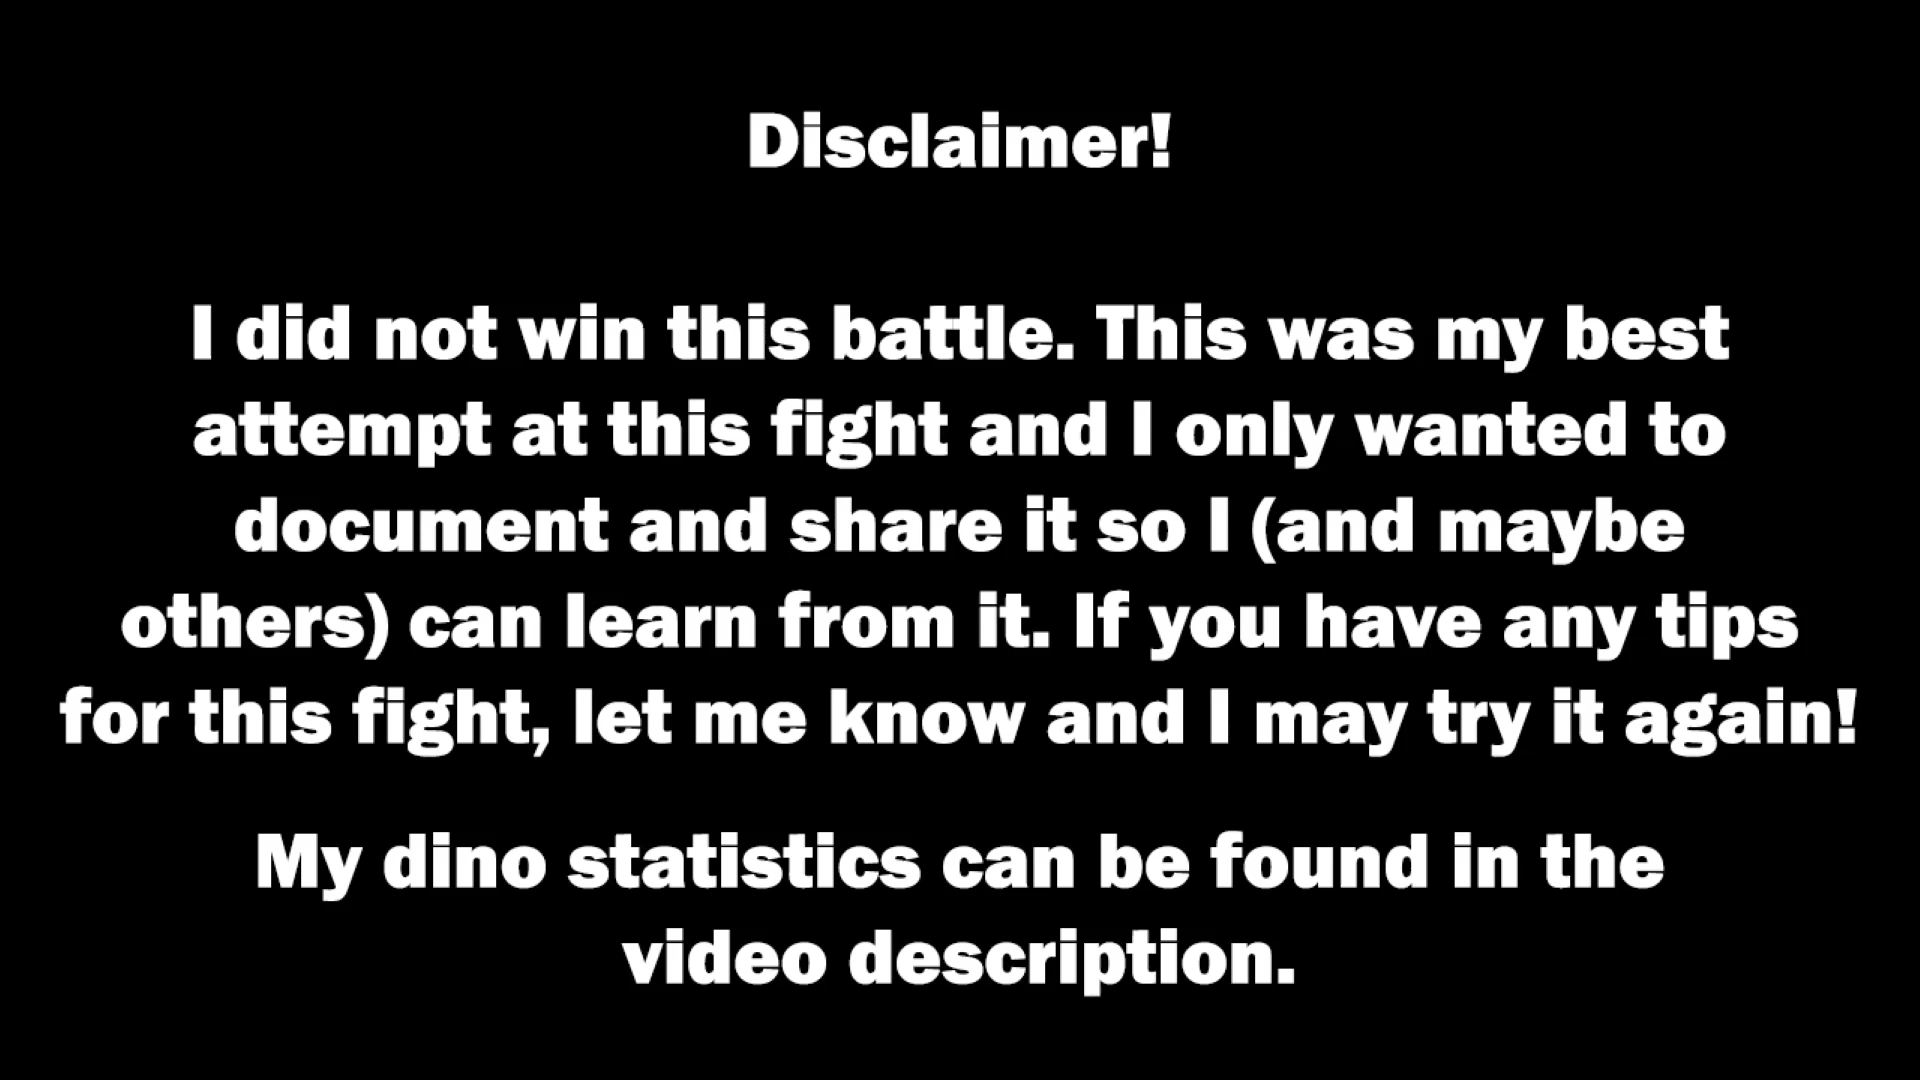 Disclaimer!
I did not win this battle. This was my best
attempt at this fight and I only wanted to
document and share it so I (and maybe
others) can learn from it. If you have any tips
for this fight, let me know and I may try it again!
My dino statistics can be found in the
video description.